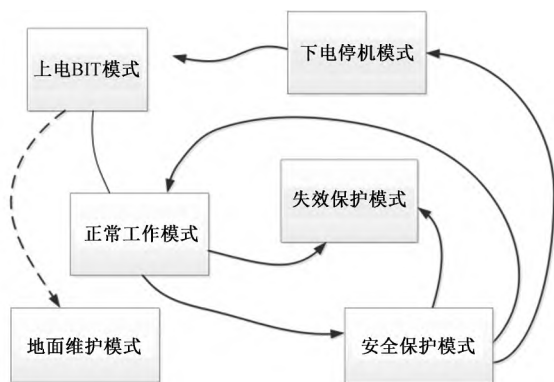 上电BIT模式
下电停机模式
失效保护模式
正常工作模式
地面维护模式
安全保护模式